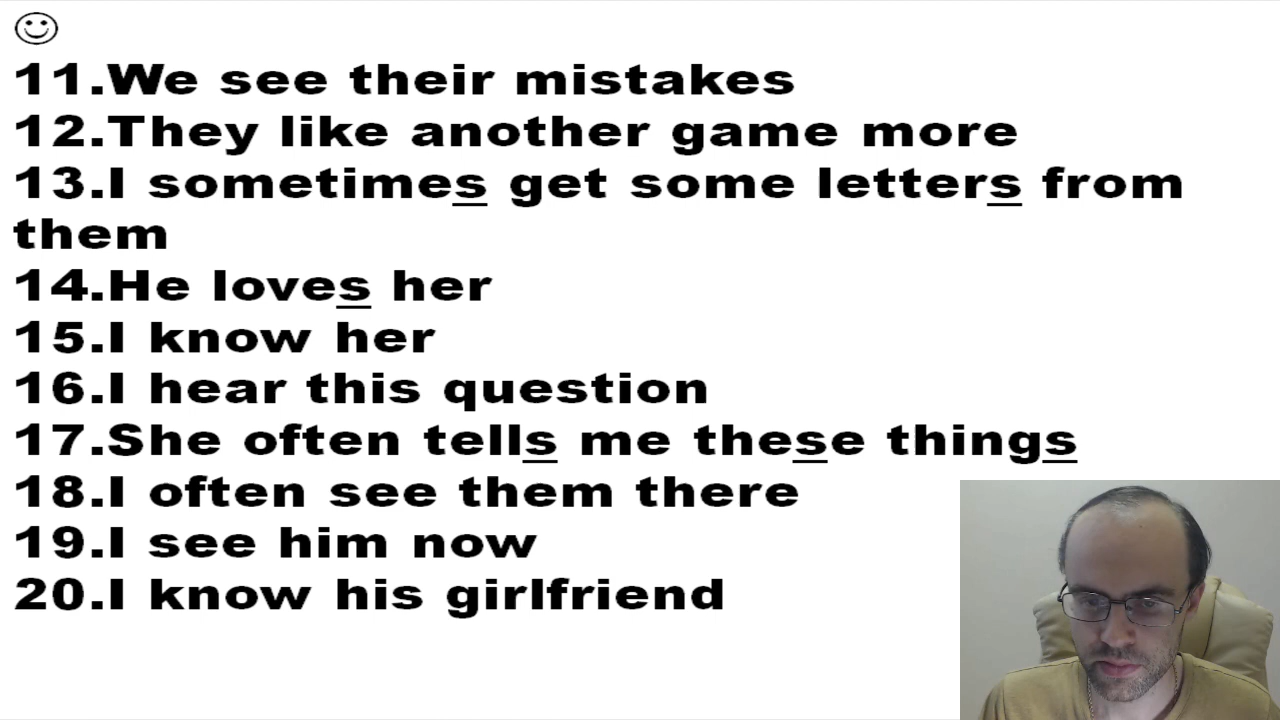 11.We see their mistakes
12.They like another game more
13.I sometimes get some letters from
them
14.He loves her
15.I know her
16.I hear this question
17.She often tells me these things
18.I often see them there
19.I see him now
20.I know his girlfriend